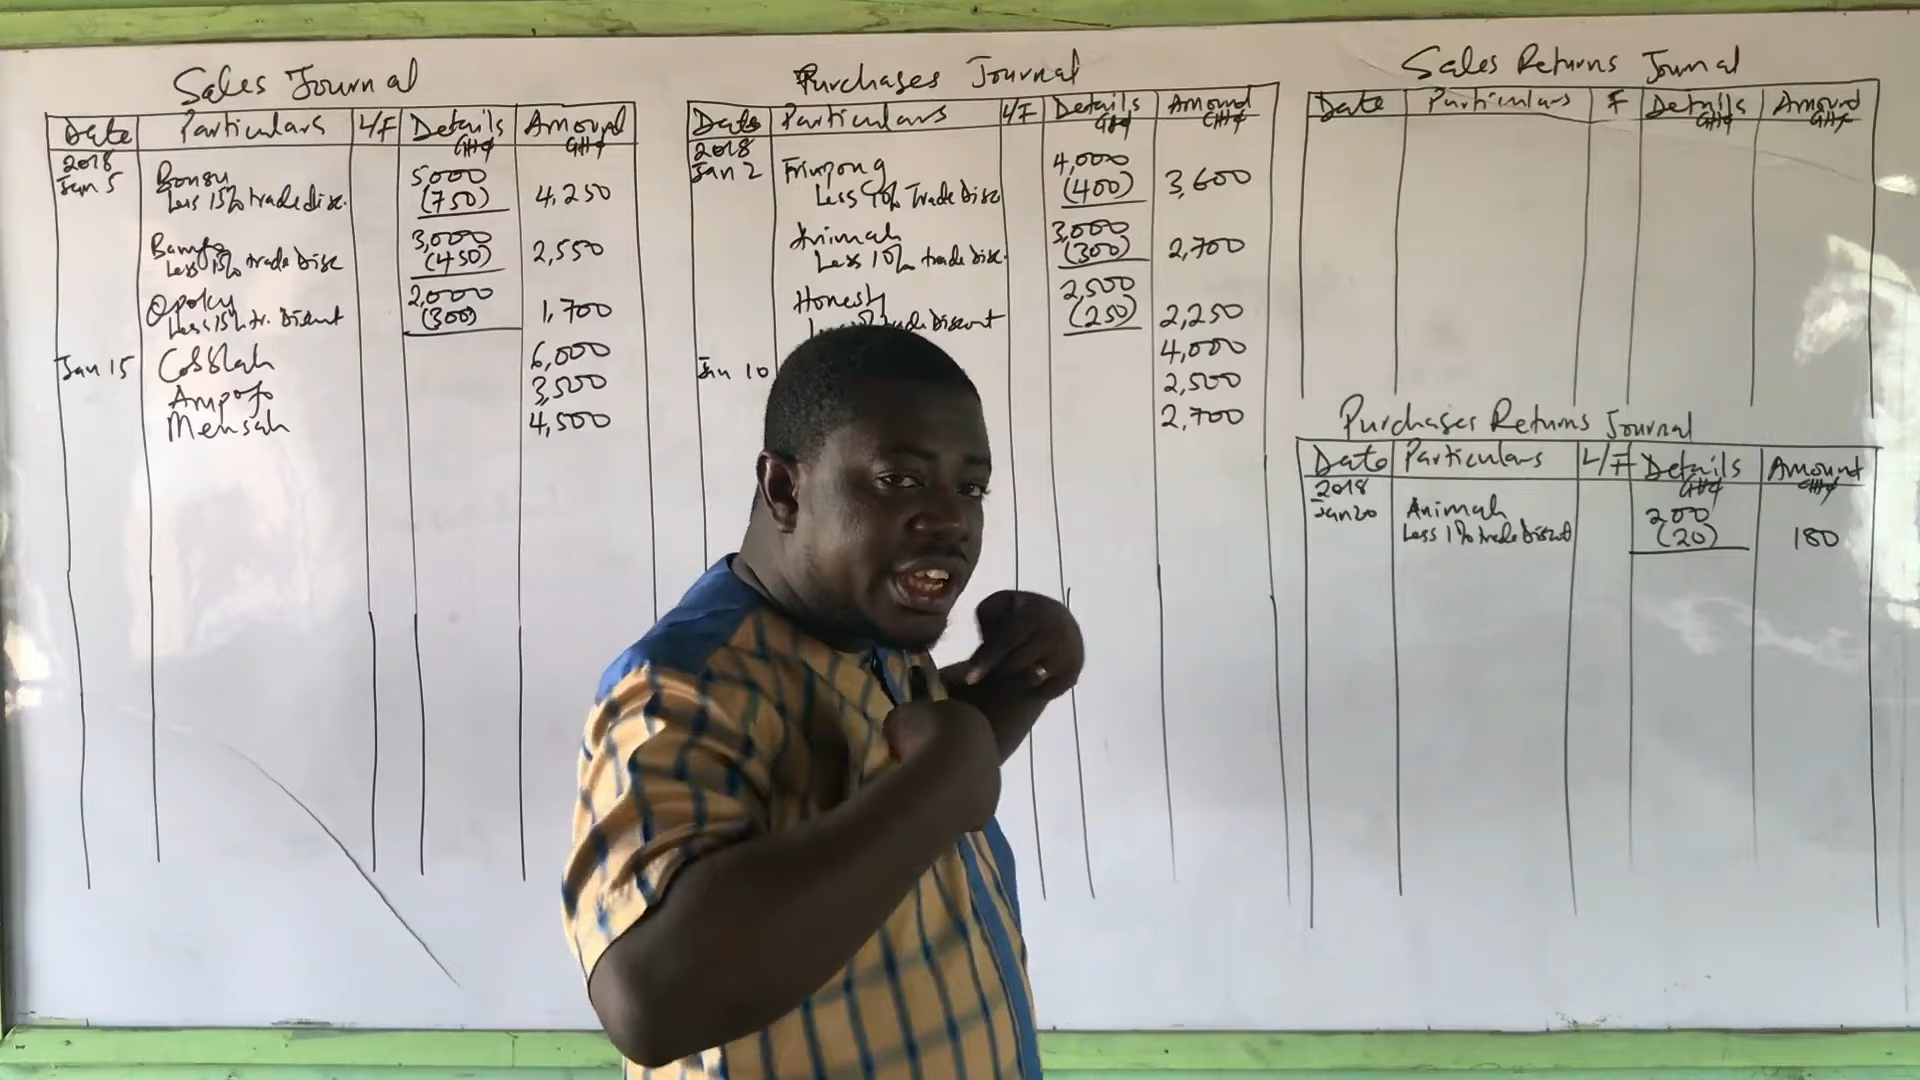 Sales Journal
Date Particulars L/F Details Amount
GH¢ GH¢
2018
Jan 5 Bonsu 5000
Less 15% trade disc. (750) 4,250
Bamfo 3,000
Less 15% trade Disc (450) 2,550
Opoku 2,000
Less 15% tr. Discount (300) 1,700
Jan 15 Cobblah 6,000
Ampofo 3,500
Mensah 4,500
Purchases Journal
Date Particulars L/F Details Amount
GH¢ GH¢
2018
Jan 2 Frimpong 4,000
Less 10% Trade Disc (400) 3,600
Animah 3,000
Less 10% trade disc. (300) 2,700
Honesty 2,500
trade Discount (250) 2,250
Jan 10 4,000
2,500
2,700
Sales Returns Journal
Date Particulars F Details Amount
GH¢ GH¢
Purchases Returns Journal
Date Particulars L/F Details Amount
GH¢ GH¢
2018
Jan 20 Animah 200
Less 1% trade Discount (20) 180